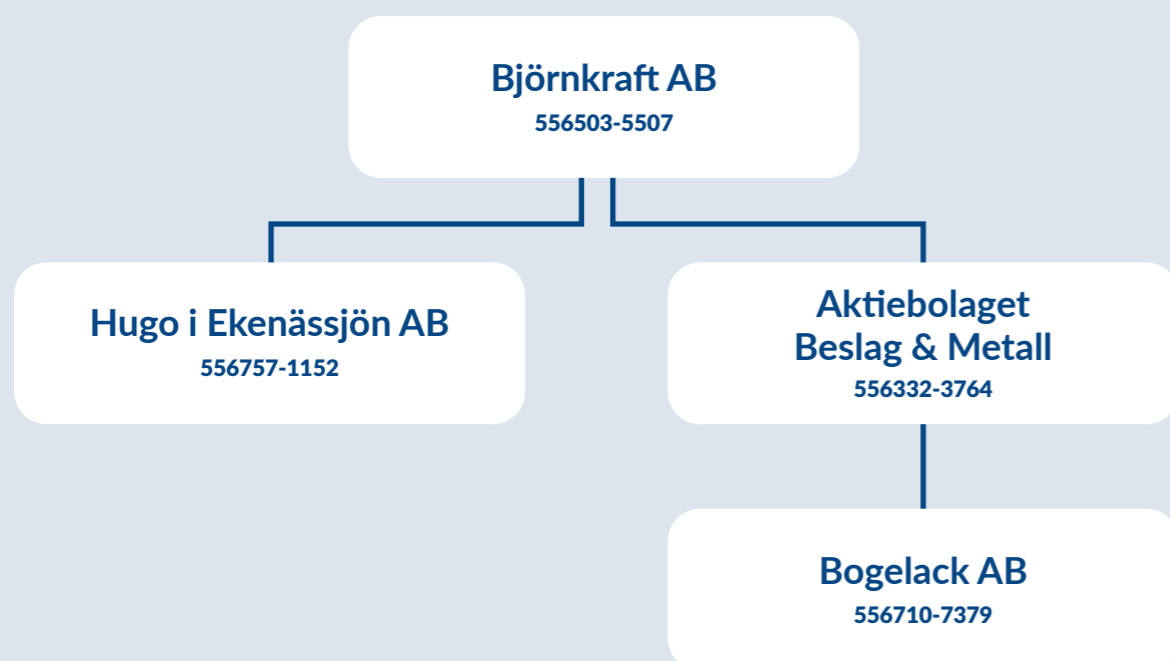 Björnkraft AB
556503-5507
Hugo i Ekenässjön AB
556757-1152
Aktiebolaget
Beslag & Metall
556332-3764
Bogelack AB
556710-7379